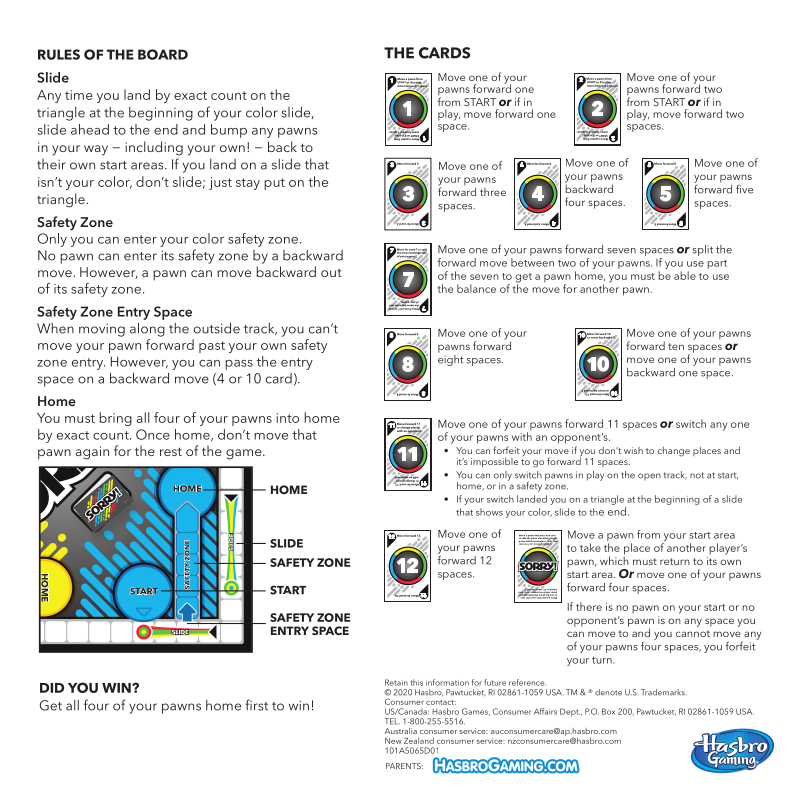 RULES OF THE BOARD
Slide
Any time you land by exact count on the
triangle at the beginning of your color slide,
slide ahead to the end and bump any pawns
in your way — including your own! — back to
their own start areas. If you land on a slide that
isn't your color, don't slide; just stay put on the
triangle.
Safety Zone
Only you can enter your color safety zone.
No pawn can enter its safety zone by a backward
move. However, a pawn can move backward out
of its safety zone.
Safety Zone Entry Space
When moving along the outside track, you can't
move your pawn forward past your own safety
zone entry. However, you can pass the entry
space on a backward move (4 or 10 card).
Home
You must bring all four of your pawns into home
by exact count. Once home, don't move that
pawn again for the rest of the game.
SORRY!
HOME
HOME
START
SAFETY ZONE
SLIDE
SLIDE
HOME
SLIDE
SAFETY ZONE
START
SAFETY ZONE
ENTRY SPACE
DID YOU WIN?
Get all four of your pawns home first to win!
THE CARDS
1
Move one of your
pawns forward one
from START or if in
play, move forward one
space.
2
Move one of your
pawns forward two
from START or if in
play, move forward two
spaces.
3
Move one of
your pawns
forward three
spaces.
4
Move one of
your pawns
backward
four spaces.
5
Move one of
your pawns
forward five
spaces.
7
Move one of your pawns forward seven spaces or split the
forward move between two of your pawns. If you use part
of the seven to get a pawn home, you must be able to use
the balance of the move for another pawn.
8
Move one of your
pawns forward
eight spaces.
10
Move one of your pawns
forward ten spaces or
move one of your pawns
backward one space.
11
Move one of your pawns forward 11 spaces or switch any one
of your pawns with an opponent's.
• You can forfeit your move if you don't wish to change places and
it's impossible to go forward 11 spaces.
• You can only switch pawns in play on the open track, not at start,
home, or in a safety zone.
• If your switch landed you on a triangle at the beginning of a slide
that shows your color, slide to the end.
12
Move one of
your pawns
forward 12
spaces.
SORRY!
Move a pawn from your start area
to take the place of another player's
pawn, which must return to its own
start area. Or move one of your pawns
forward four spaces.
If there is no pawn on your start or no
opponent's pawn is on any space you
can move to and you cannot move any
of your pawns four spaces, you forfeit
your turn.
Retain this information for future reference.
© 2020 Hasbro, Pawtucket, RI 02861-1059 USA. TM & ® denote U.S. Trademarks.
Consumer contact:
US/Canada: Hasbro Games, Consumer Affairs Dept., P.O. Box 200, Pawtucket, RI 02861-1059 USA.
TEL. 1-800-255-5516.
Australia consumer service: auconsumercare@ap.hasbro.com
New Zealand consumer service: nzconsumercare@hasbro.com
101A5065D01
PARENTS: HASBROGAMING.COM
Hasbro
Gaming